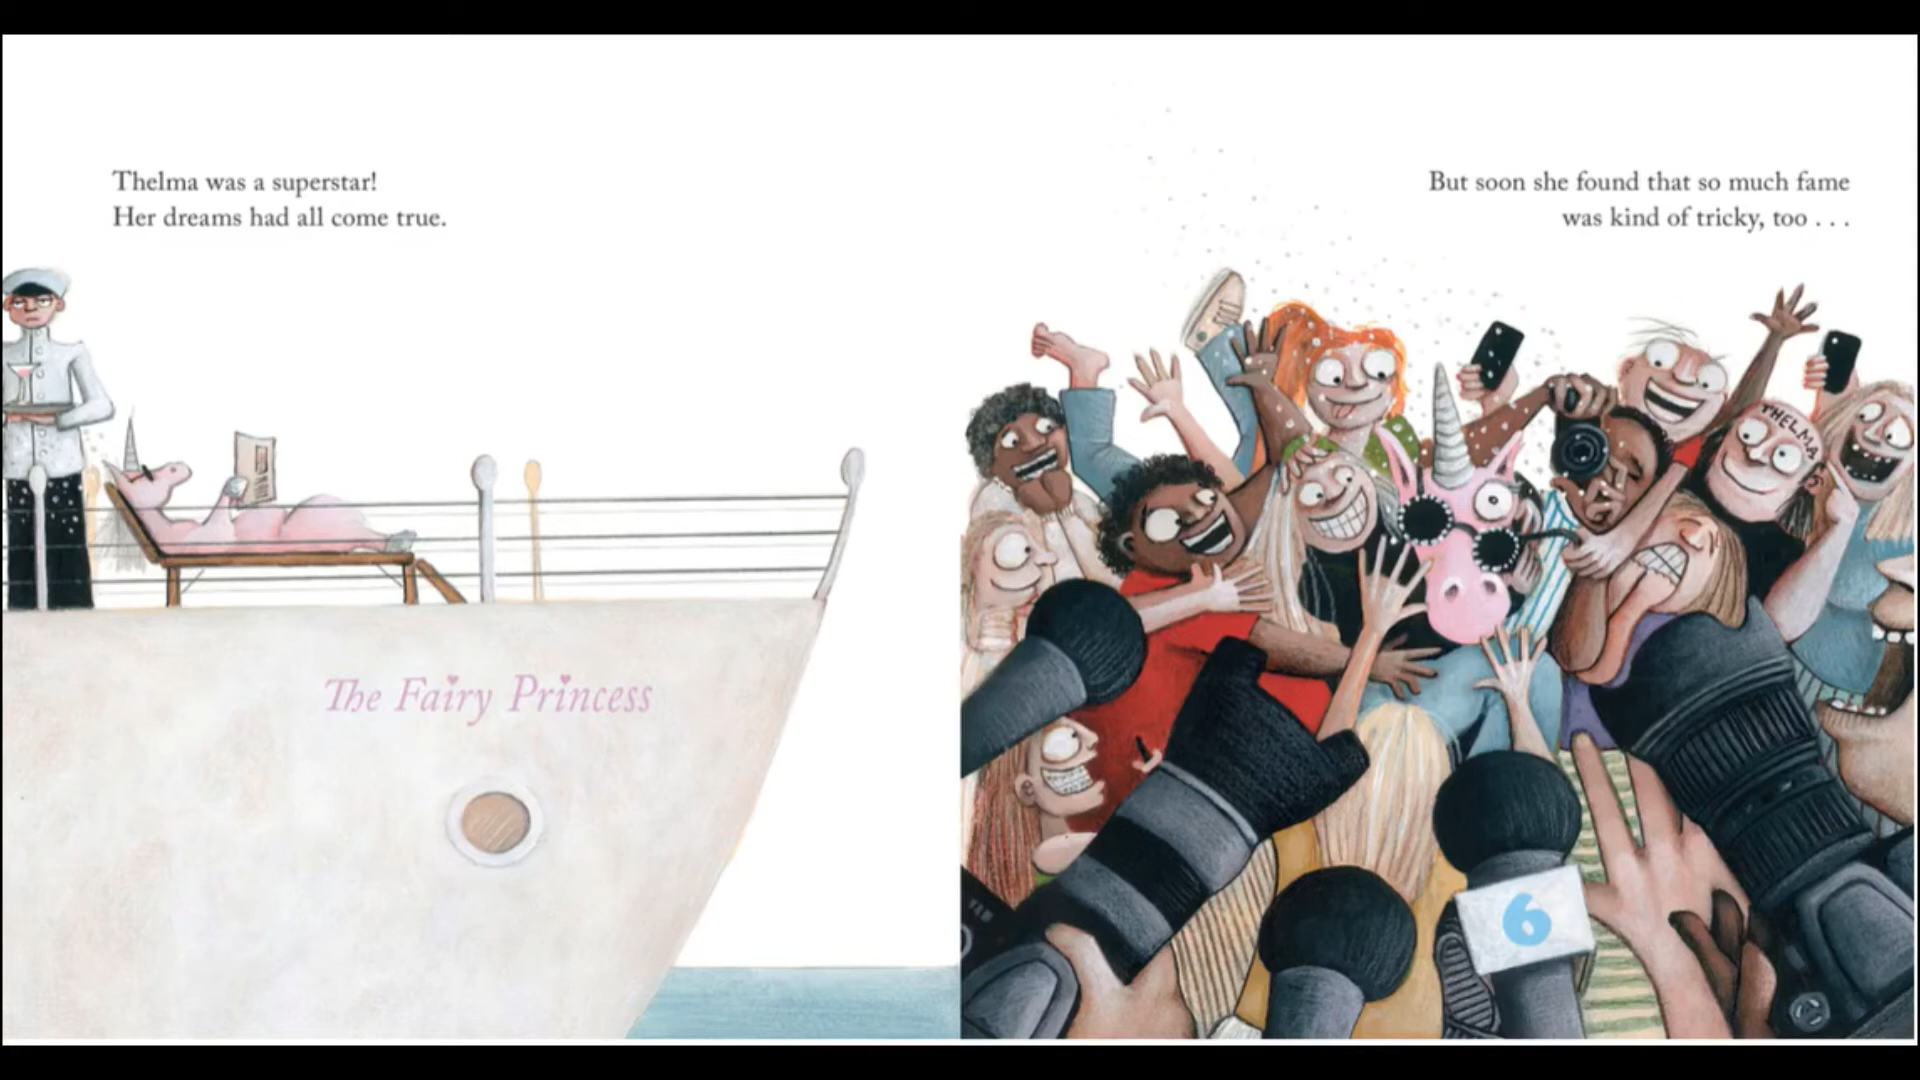 Thelma was a superstar!
Her dreams had all come true.
The Fairy Princess
But soon she found that so much fame
was kind of tricky, too . . .
THELMA
6